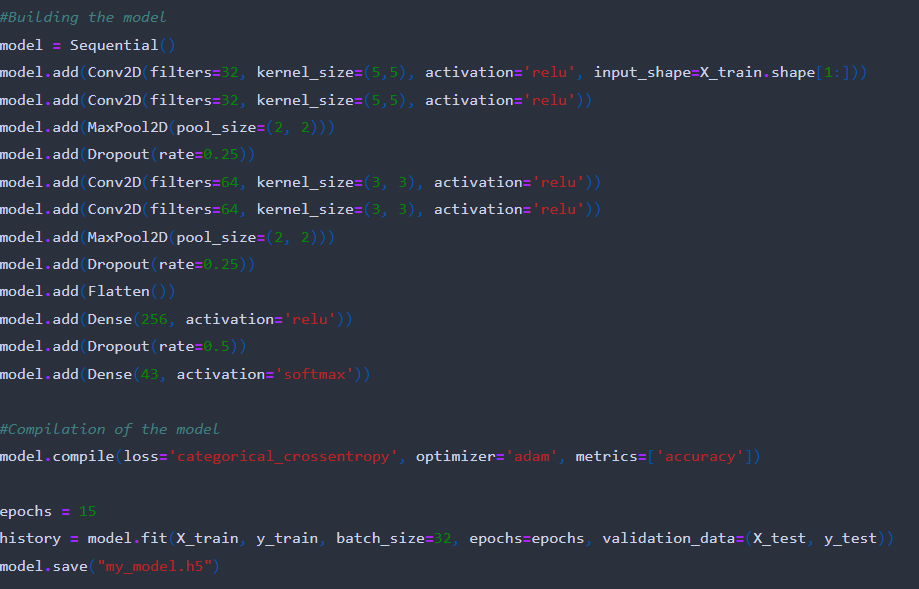 #Building the model
model = Sequential()
model.add(Conv2D(filters=32, kernel_size=(5,5), activation='relu', input_shape=X_train.shape[1:]))
model.add(Conv2D(filters=32, kernel_size=(5,5), activation='relu'))
model.add(MaxPool2D(pool_size=(2, 2)))
model.add(Dropout(rate=0.25))
model.add(Conv2D(filters=64, kernel_size=(3, 3), activation='relu'))
model.add(Conv2D(filters=64, kernel_size=(3, 3), activation='relu'))
model.add(MaxPool2D(pool_size=(2, 2)))
model.add(Dropout(rate=0.25))
model.add(Flatten())
model.add(Dense(256, activation='relu'))
model.add(Dropout(rate=0.5))
model.add(Dense(43, activation='softmax'))
#Compilation of the model
model.compile(loss='categorical_crossentropy', optimizer='adam', metrics=['accuracy'])
epochs = 15
history = model.fit(X_train, y_train, batch_size=32, epochs=epochs, validation_data=(X_test, y_test))
model.save("my_model.h5")